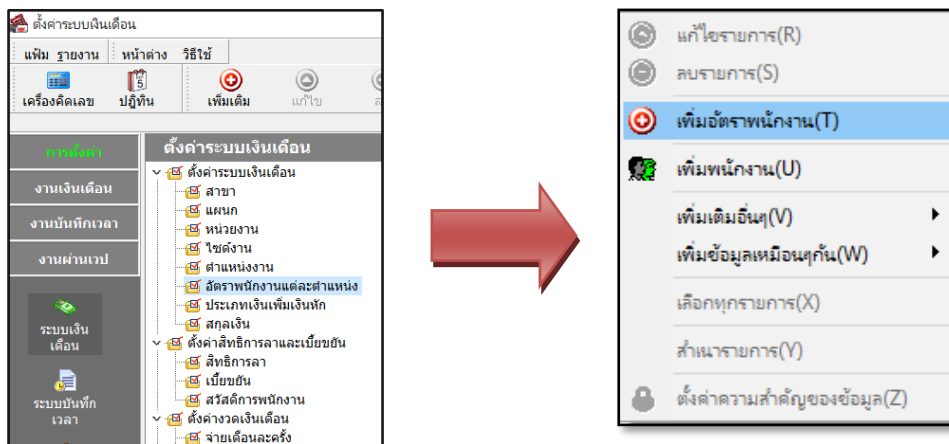 ตั้งค่าระบบเงินเดือน
แฟ้ม รายงาน หน้าต่าง วิธีใช้
5
เครื่องคิดเลข ปฏิทิน เพิ่มเติม แก้ไข
การตั้งค่า
งานเงินเดือน
งานบันทึกเวลา
งานผ่านเวป
ระบบเงิน
เดือน
ระบบบันทึก
เวลา
ตั้งค่าระบบเงินเดือน
ตั้งค่าระบบเงินเดือน
สาขา
แผนก
หน่วยงาน
ไซด์งาน
ตำแหน่งงาน
อัตราพนักงานแต่ละตำแหน่ง
ประเภทเงินเพิ่มเงินหัก
สกุลเงิน
ตั้งค่าสิทธิการลาและเบี้ยขยัน
สิทธิการลา
เบี้ยขยัน
สวัสดิการพนักงาน
ตั้งค่างวดเงินเดือน
จ่ายเดือนละครั้ง
แก้ไขรายการ(R)
ลบรายการ(S)
เพิ่มอัตราพนักงาน(T)
เพิ่มพนักงาน(U)
เพิ่มเติมอื่นๆ(V)
เพิ่มข้อมูลเหมือนๆกัน(W)
เลือกทุกรายการ(X)
สำเนารายการ(Y)
ตั้งค่าความสำคัญของข้อมูล(Z)